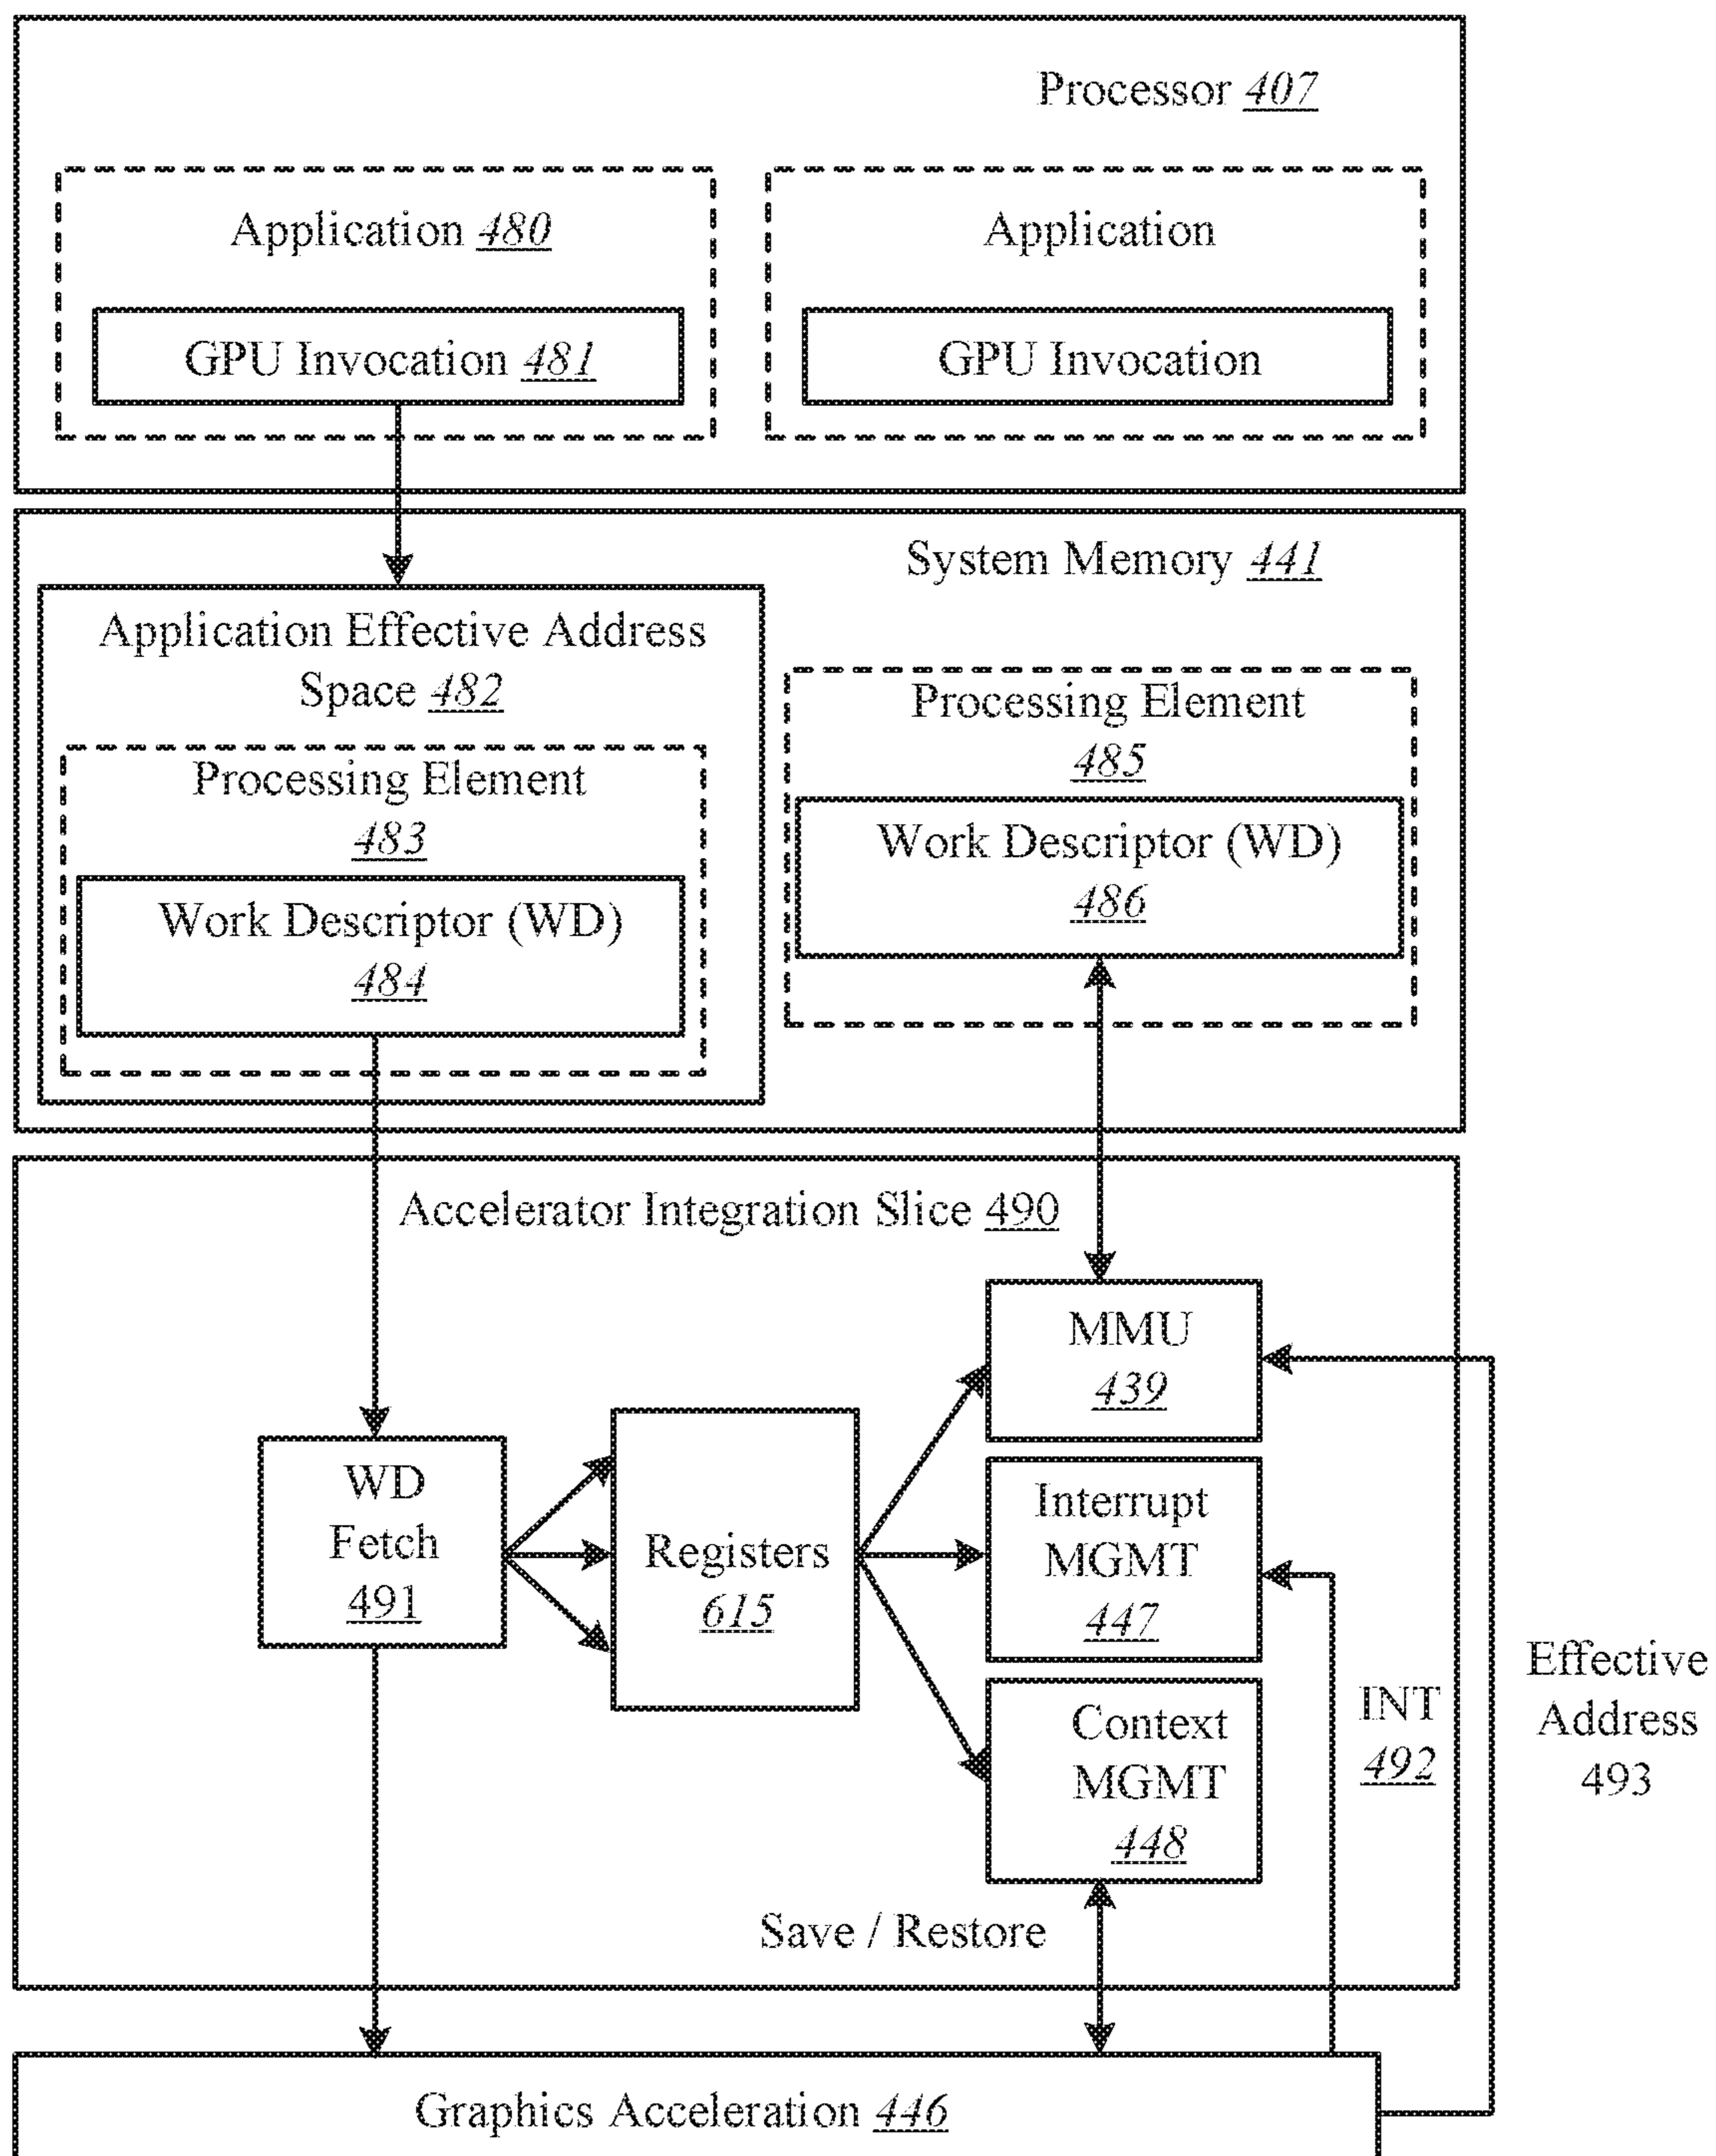 Processor 407
Application 480
GPU Invocation 481
Application
GPU Invocation
System Memory 441
Application Effective Address
Space 482
Processing Element
483
Work Descriptor (WD)
484
Processing Element
485
Work Descriptor (WD)
486
Accelerator Integration Slice 490
WD
Fetch
491
Registers
615
MMU
439
Interrupt
MGMT
447
Context
MGMT
448
INT
492
Effective
Address
493
Save / Restore
Graphics Acceleration 446